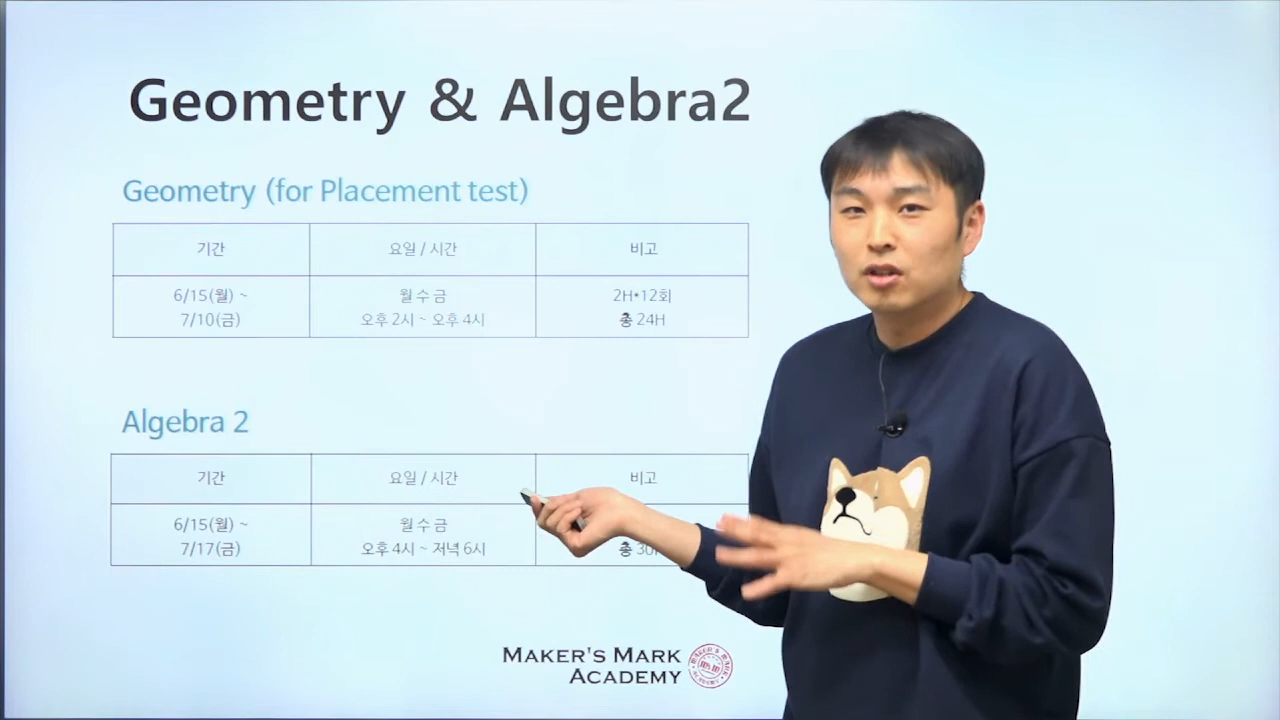 Geometry & Algebra2
Geometry (for Placement test)
기간 요일 / 시간 비고
6/15(월) ~ 월 수 금 2H*12회
7/10(금) 오후 2시 ~ 오후 4시 총 24H
Algebra 2
기간 요일 / 시간 비고
6/15(월) ~ 월 수 금
7/17(금) 오후 4시 ~ 저녁 6시 총
MAKER'S MARK
ACADEMY